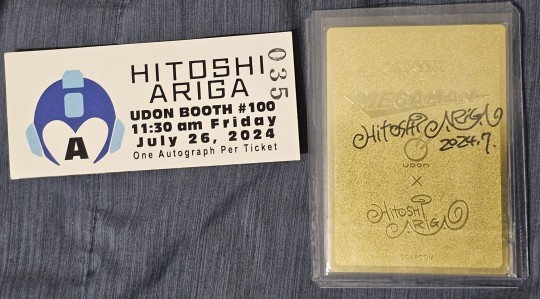 HITOSHI
ARIGA
035
UDON BOOTH #100
11:30 am Friday
July 26, 2024
One Autograph Per Ticket
A
MEGAMAN
HitoSHi ARiGA
2024.7.
UDON
×
HitoSHi
ARiGA
CAPCOM